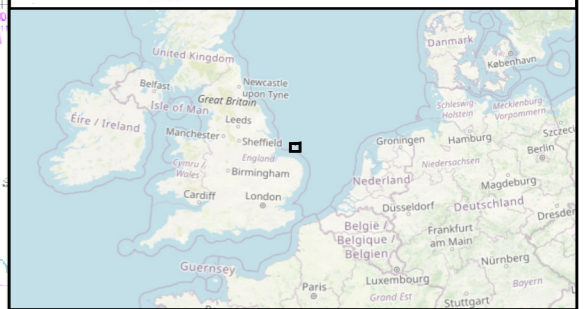 Danmark
København
United Kingdom
Newcastle
upon Tyne
Belfast
Great Britain
Isle of Man
Leeds
Schleswig-
Holstein
Mecklenburg-
Vorpommern
Éire / Ireland
Manchester
Sheffield
Groningen
Hamburg
Berlin
England
Cymru /
Wales
Birmingham
Niedersachsen
Nederland
Magdeburg
Cardiff
London
Dusseldorf
Deutschland
België /
Belgique /
Belgien
Frankfurt
am Main
Guernsey
Luxembourg
Nürnberg
Paris
Grand Est
Bayern
Stuttgart